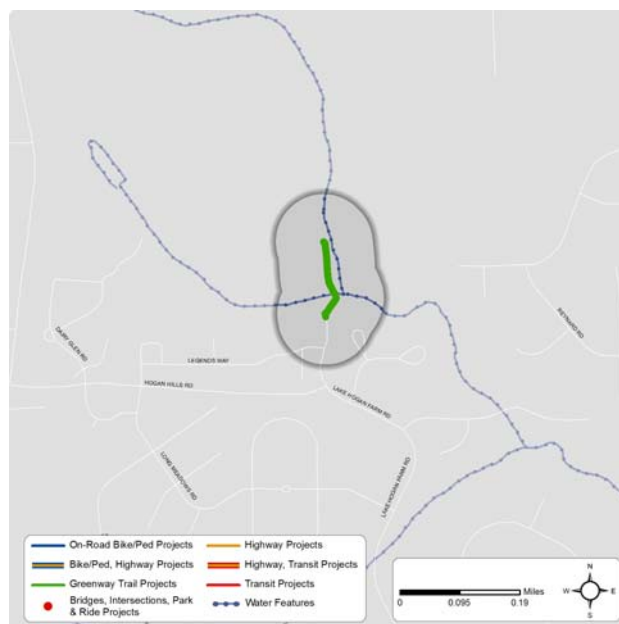 REYNARD RD
DAIRY GLEN RD
LEGENDS WAY
HOGAN HILLS RD
LAKE HOGAN FARM RD
LONG MEADOWS RD
LAKE HOGAN FARM RD
On-Road Bike/Ped Projects
Highway Projects
Bike/Ped, Highway Projects
Highway, Transit Projects
Greenway Trail Projects
Transit Projects
Bridges, Intersections, Park
& Ride Projects
Water Features
Miles
0
0.095
0.19
N
W
E
S